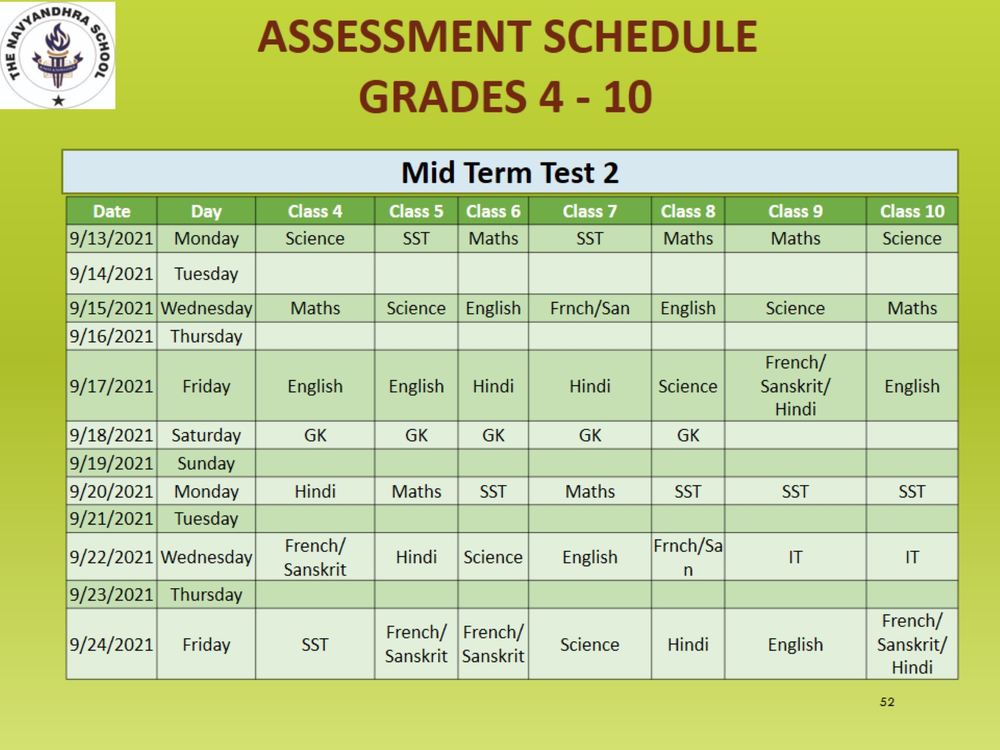 THE NAVYANDHRA SCHOOL
ASSESSMENT SCHEDULE
GRADES 4 - 10
Mid Term Test 2
Date Day Class 4 Class 5 Class 6 Class 7 Class 8 Class 9 Class 10
9/13/2021 Monday Science SST Maths SST Maths Maths Science
9/14/2021 Tuesday
9/15/2021 Wednesday Maths Science English Frnch/San English Science Maths
9/16/2021 Thursday
9/17/2021 Friday English English Hindi Hindi Science French/
Sanskrit/
Hindi English
9/18/2021 Saturday GK GK GK GK GK
9/19/2021 Sunday
9/20/2021 Monday Hindi Maths SST Maths SST SST SST
9/21/2021 Tuesday
9/22/2021 Wednesday French/
Sanskrit Hindi Science English Frnch/Sa
n IT IT
9/23/2021 Thursday
9/24/2021 Friday SST French/
Sanskrit French/
Sanskrit Science Hindi English French/
Sanskrit/
Hindi
52